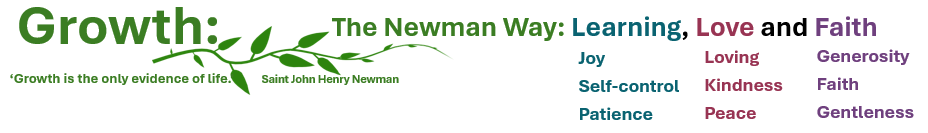 Growth:
The Newman Way: Learning, Love and Faith
‘Growth is the only evidence of life. Saint John Henry Newman
Joy Loving Generosity
Self-control Kindness Faith
Patience Peace Gentleness